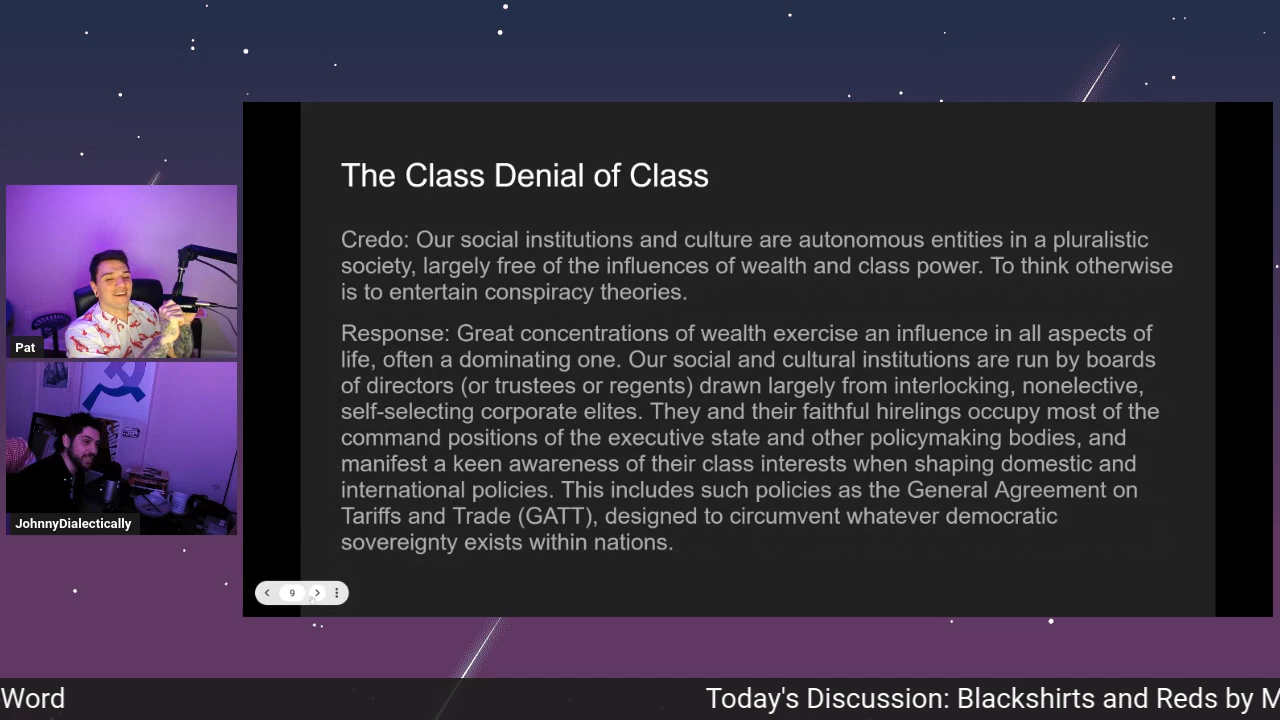 The Class Denial of Class
Credo: Our social institutions and culture are autonomous entities in a pluralistic
society, largely free of the influences of wealth and class power. To think otherwise
is to entertain conspiracy theories.
Response: Great concentrations of wealth exercise an influence in all aspects of
life, often a dominating one. Our social and cultural institutions are run by boards
of directors (or trustees or regents) drawn largely from interlocking, nonelective,
self-selecting corporate elites. They and their faithful hirelings occupy most of the
command positions of the executive state and other policymaking bodies, and
manifest a keen awareness of their class interests when shaping domestic and
international policies. This includes such policies as the General Agreement on
Tariffs and Trade (GATT), designed to circumvent whatever democratic
sovereignty exists within nations.
9
Pat
JohnnyDialectically
Word
Today's Discussion: Blackshirts and Reds by M